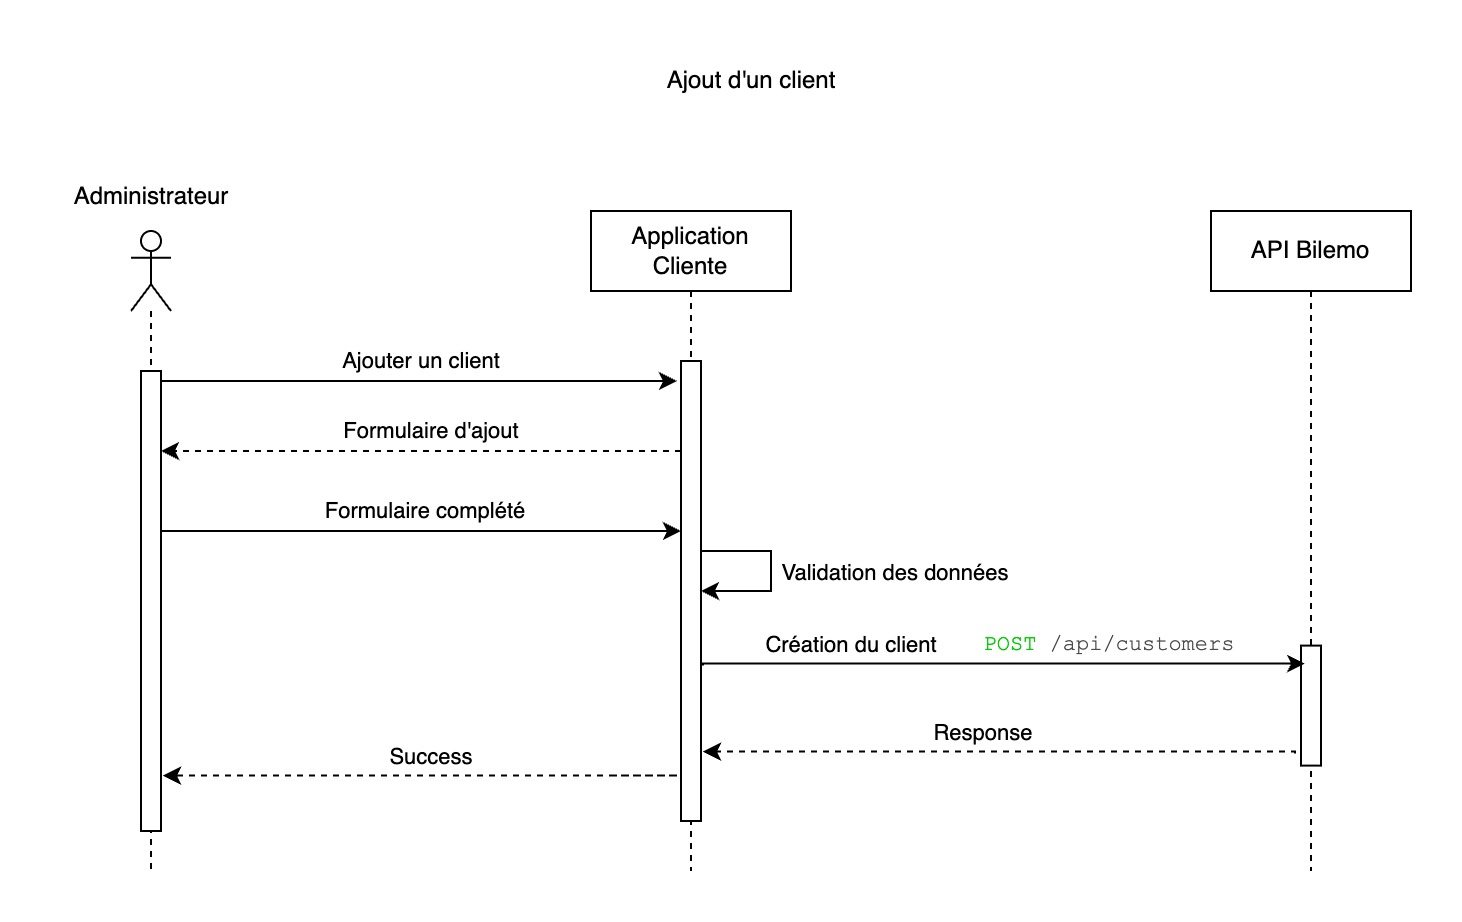 Ajout d'un client
Administrateur
Application
Cliente
API Bilemo
Ajouter un client
Formulaire d'ajout
Formulaire complété
Validation des données
Création du client POST /api/customers
Response
Success